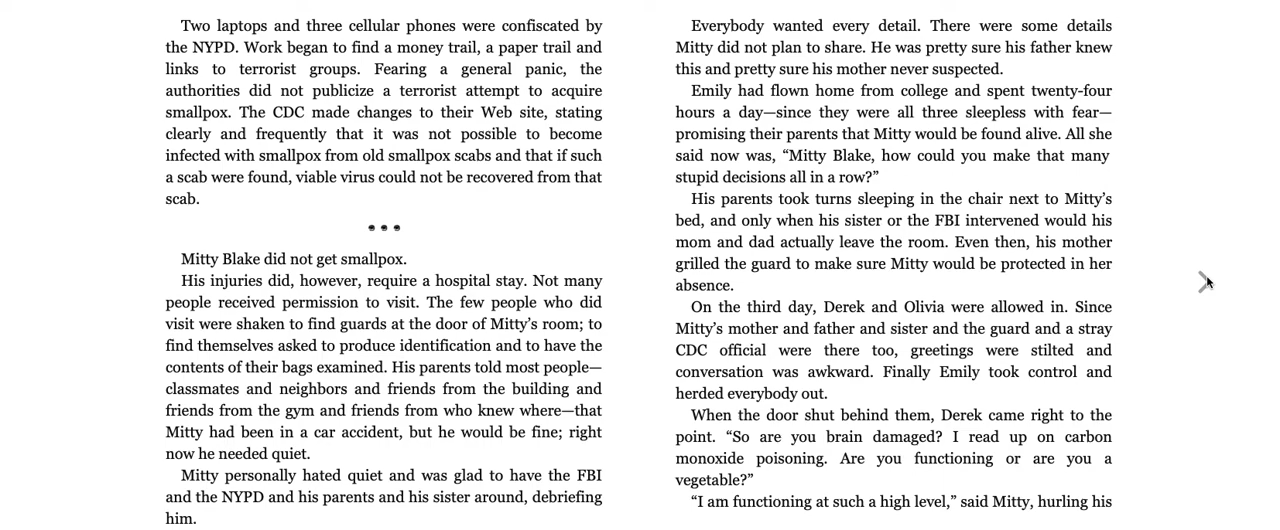 Two laptops and three cellular phones were confiscated by
the NYPD. Work began to find a money trail, a paper trail and
links to terrorist groups. Fearing a general panic, the
authorities did not publicize a terrorist attempt to acquire
smallpox. The CDC made changes to their Web site, stating
clearly and frequently that it was not possible to become
infected with smallpox from old smallpox scabs and that if such
a scab were found, viable virus could not be recovered from that
scab.
Mitty Blake did not get smallpox.
His injuries did, however, require a hospital stay. Not many
people received permission to visit. The few people who did
visit were shaken to find guards at the door of Mitty’s room; to
find themselves asked to produce identification and to have the
contents of their bags examined. His parents told most people—
classmates and neighbors and friends from the building and
friends from the gym and friends from who knew where—that
Mitty had been in a car accident, but he would be fine; right
now he needed quiet.
Mitty personally hated quiet and was glad to have the FBI
and the NYPD and his parents and his sister around, debriefing
him.
Everybody wanted every detail. There were some details
Mitty did not plan to share. He was pretty sure his father knew
this and pretty sure his mother never suspected.
Emily had flown home from college and spent twenty-four
hours a day—since they were all three sleepless with fear—
promising their parents that Mitty would be found alive. All she
said now was, “Mitty Blake, how could you make that many
stupid decisions all in a row?”
His parents took turns sleeping in the chair next to Mitty’s
bed, and only when his sister or the FBI intervened would his
mom and dad actually leave the room. Even then, his mother
grilled the guard to make sure Mitty would be protected in her
absence.
On the third day, Derek and Olivia were allowed in. Since
Mitty’s mother and father and sister and the guard and a stray
CDC official were there too, greetings were stilted and
conversation was awkward. Finally Emily took control and
herded everybody out.
When the door shut behind them, Derek came right to the
point. “So are you brain damaged? I read up on carbon
monoxide poisoning. Are you functioning or are you a
vegetable?”
“I am functioning at such a high level,” said Mitty, hurling his